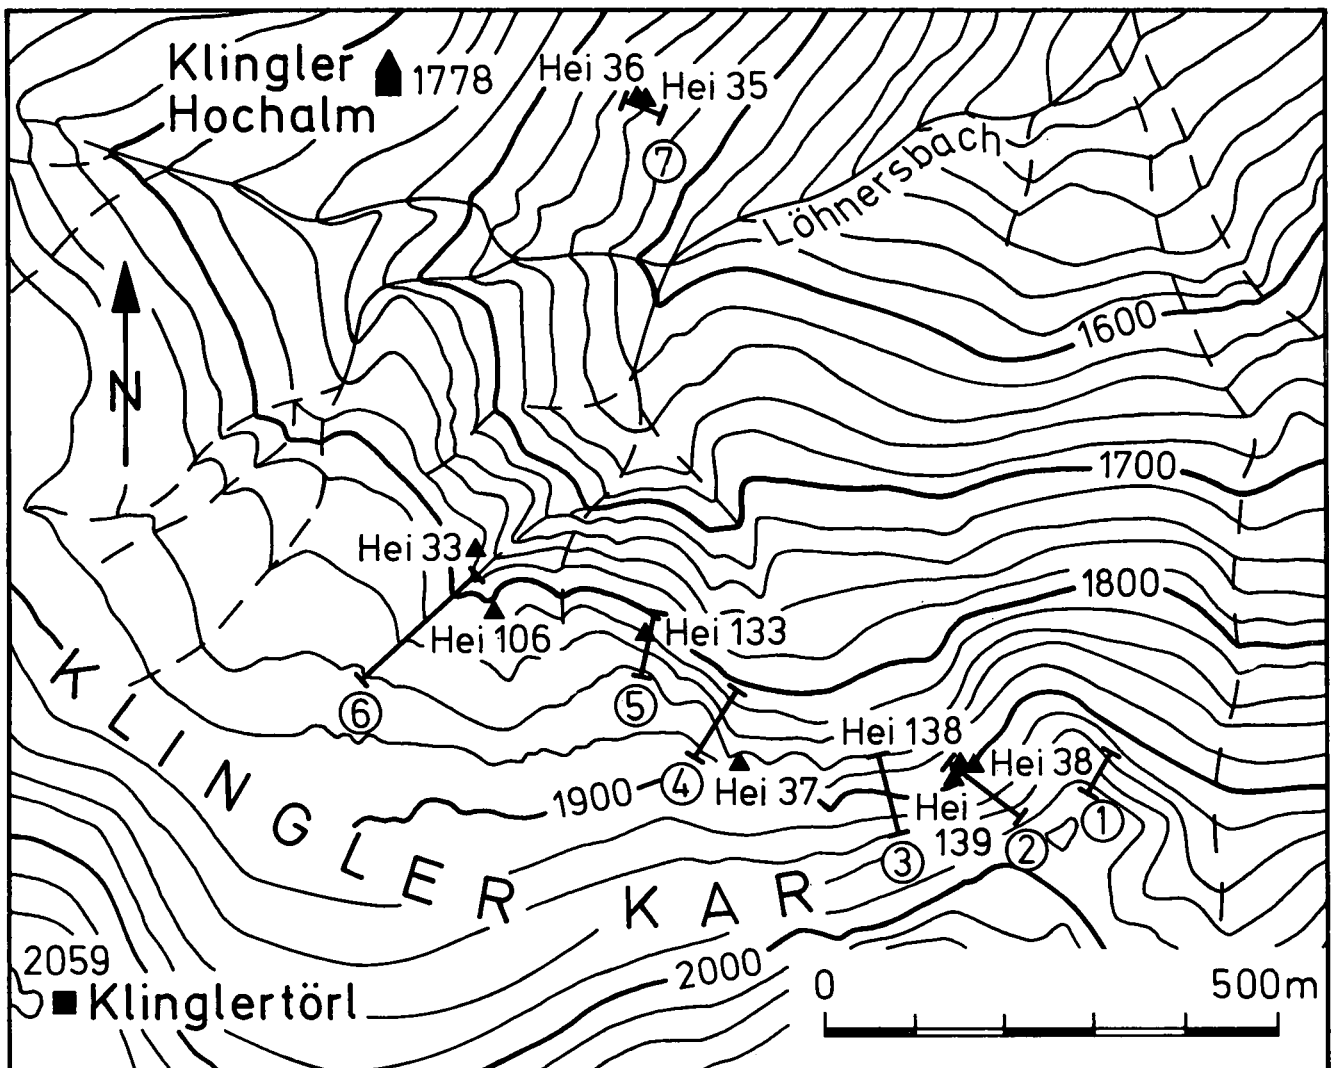 Klingler 1778
Hochalm
Hei 36
Hei 35
7
Löhnersbach
1600
N
1700
Hei 33
1800
Hei 106
Hei 133
6
5
Hei 138
4
Hei 37
Hei 38
1900
Hei
139
1
2
3
KLINGLER KAR
2000
2059
Klinglertörl
0 500m